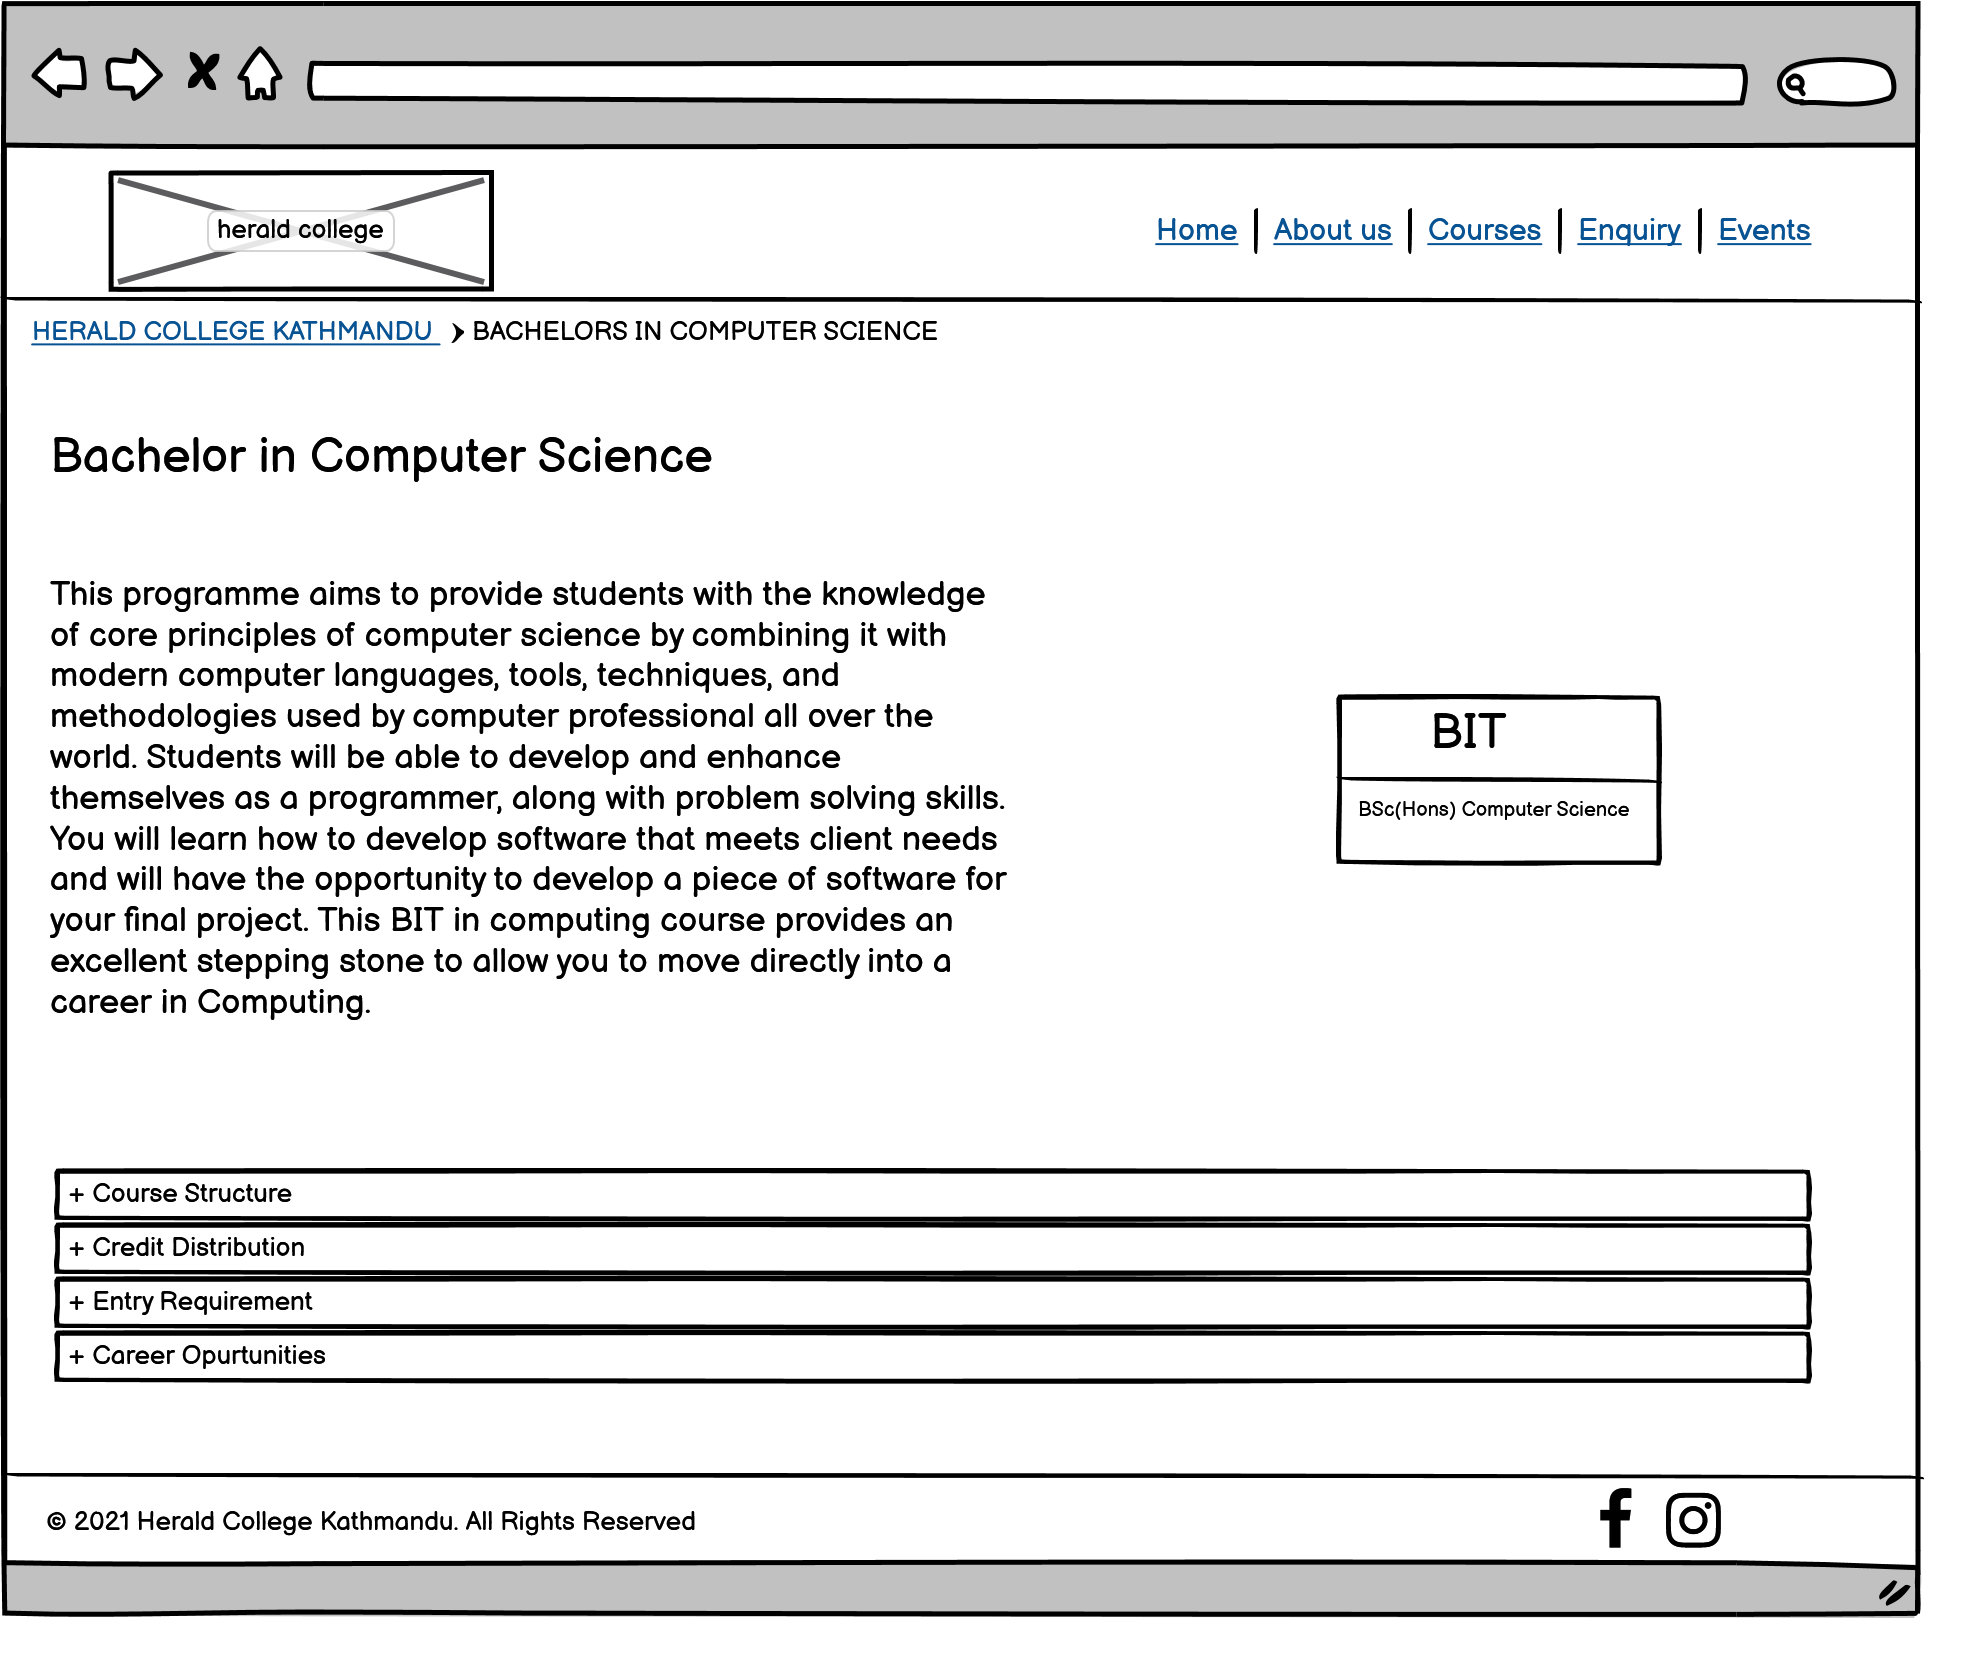 herald college
Home | About us | Courses | Enquiry | Events
HERALD COLLEGE KATHMANDU > BACHELORS IN COMPUTER SCIENCE
Bachelor in Computer Science
This programme aims to provide students with the knowledge
of core principles of computer science by combining it with
modern computer languages, tools, techniques, and
methodologies used by computer professional all over the
world. Students will be able to develop and enhance
themselves as a programmer, along with problem solving skills.
You will learn how to develop software that meets client needs
and will have the opportunity to develop a piece of software for
your final project. This BIT in computing course provides an
excellent stepping stone to allow you to move directly into a
career in Computing.
BIT
BSc(Hons) Computer Science
+ Course Structure
+ Credit Distribution
+ Entry Requirement
+ Career Opurtunities
© 2021 Herald College Kathmandu. All Rights Reserved